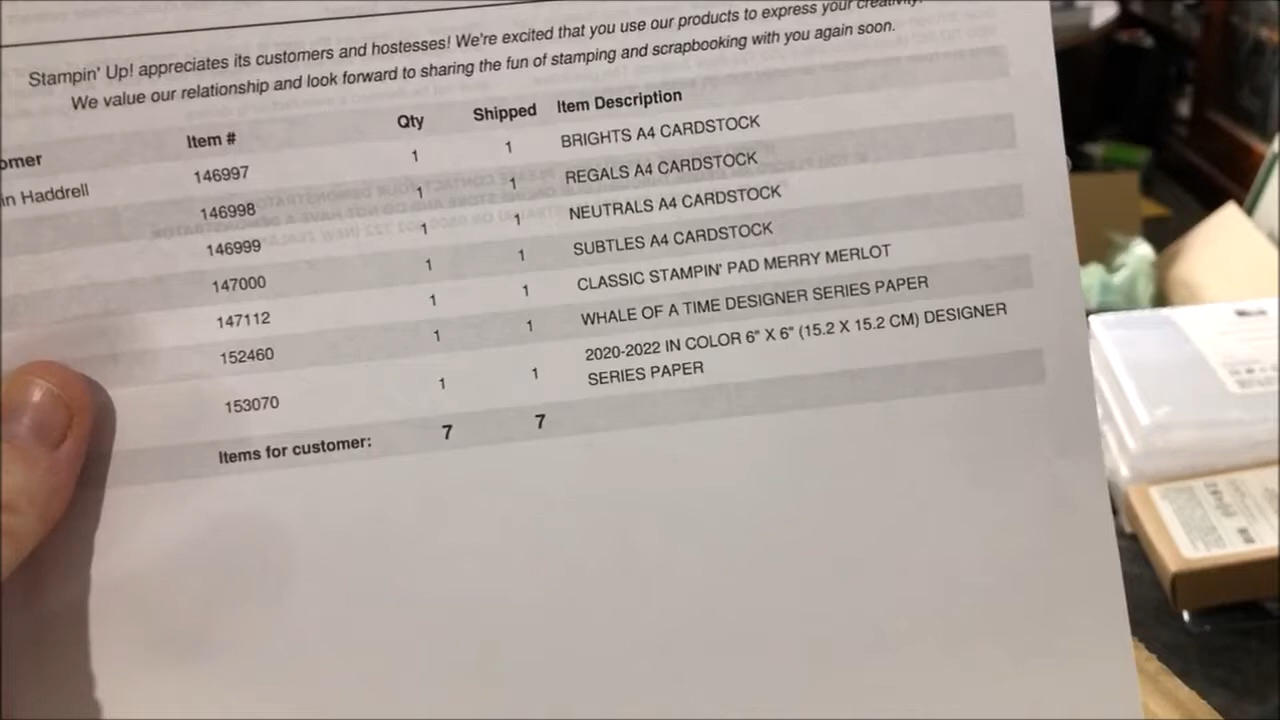 Stampin' Up! appreciates its customers and hostesses! We're excited that you use our products to express your creativity.
We value our relationship and look forward to sharing the fun of stamping and scrapbooking with you again soon.
omer Item # Qty Shipped Item Description
in Haddrell 146997 1 1 BRIGHTS A4 CARDSTOCK
146998 1 1 REGALS A4 CARDSTOCK
146999 1 1 NEUTRALS A4 CARDSTOCK
147000 1 1 SUBTLES A4 CARDSTOCK
147112 1 1 CLASSIC STAMPIN' PAD MERRY MERLOT
152460 1 1 WHALE OF A TIME DESIGNER SERIES PAPER
153070 1 1 2020-2022 IN COLOR 6" X 6" (15.2 X 15.2 CM) DESIGNER
SERIES PAPER
Items for customer: 7 7